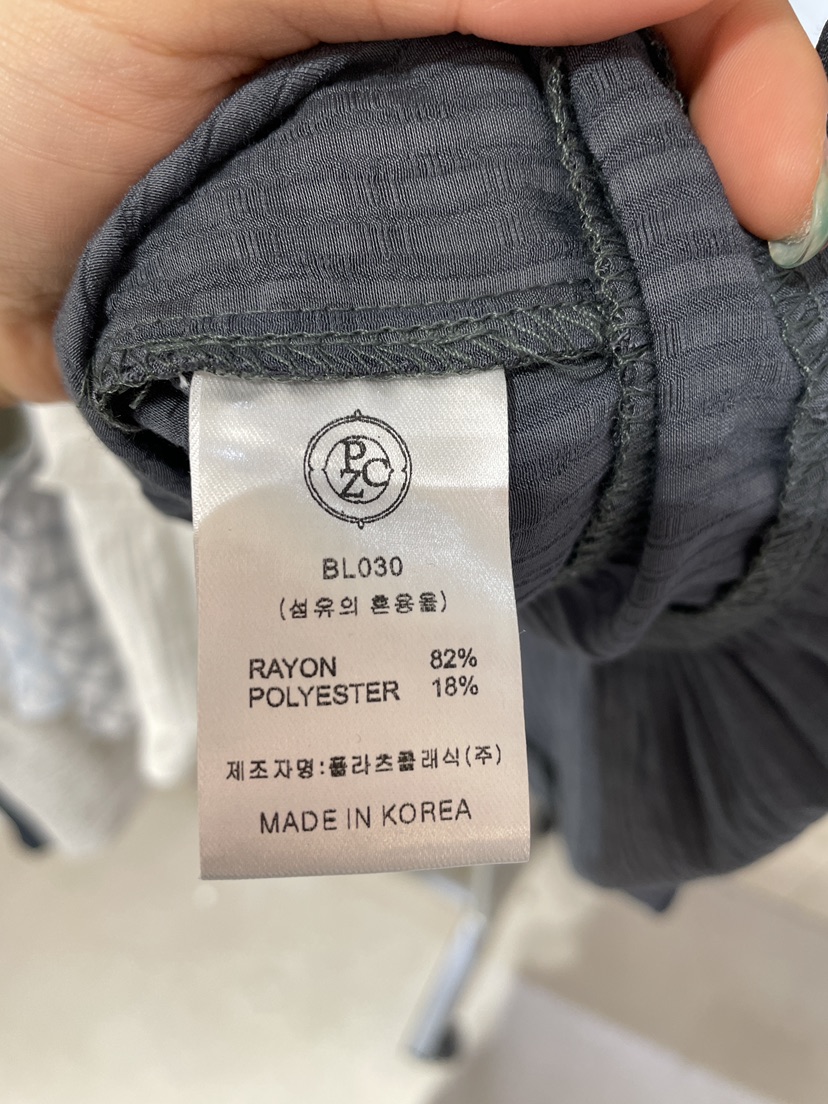 PZC
BL030
(섬유의 혼용율)
RAYON 82%
POLYESTER 18%
제조자명:플라츠클래식(주)
MADE IN KOREA